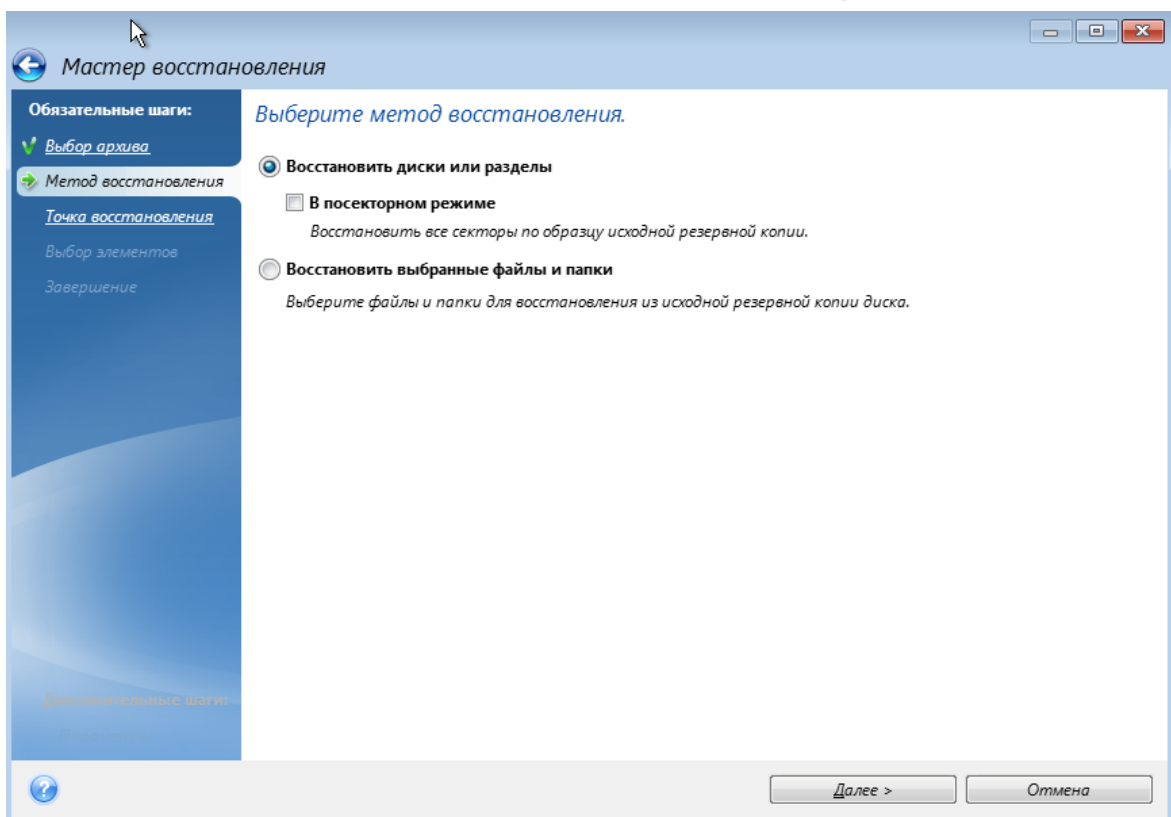 Мастер восстановления
Обязательные шаги:
Выбор архива
Метод восстановления
Точка восстановления
Выбор элементов
Завершение
Выберите метод восстановления.
Восстановить диски или разделы
В посекторном режиме
Восстановить все секторы по образцу исходной резервной копии.
Восстановить выбранные файлы и папки
Выберите файлы и папки для восстановления из исходной резервной копии диска.
шаги:
Далее >
Отмена